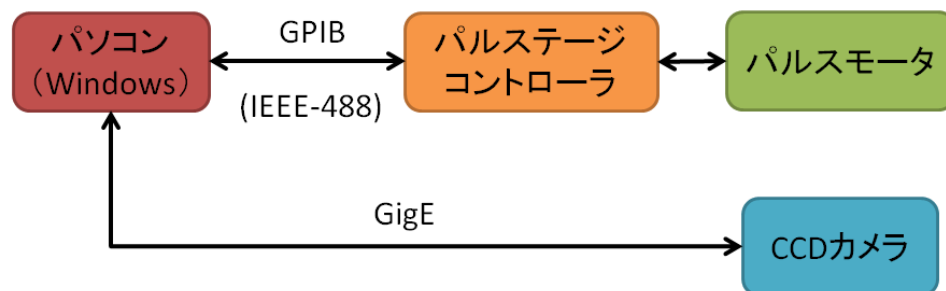 パソコン
（Windows）
GPIB
(IEEE-488)
パルステージ
コントローラ
パルスモータ
GigE
CCDカメラ